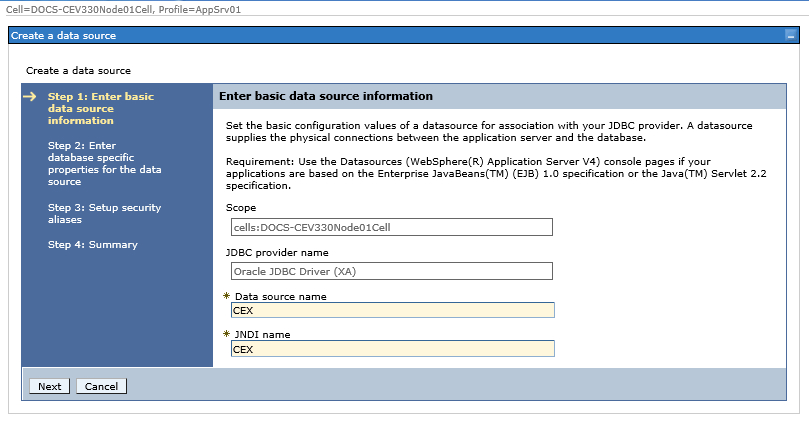 Cell=DOCS-CEV330Node01Cell, Profile=AppSrv01
Create a data source
Create a data source
Step 1: Enter basic
data source
information
Step 2: Enter
database specific
properties for the data
source
Step 3: Setup security
aliases
Step 4: Summary
Enter basic data source information
Set the basic configuration values of a datasource for association with your JDBC provider. A datasource
supplies the physical connections between the application server and the database.
Requirement: Use the Datasources (WebSphere(R) Application Server V4) console pages if your
applications are based on the Enterprise JavaBeans(TM) (EJB) 1.0 specification or the Java(TM) Servlet 2.2
specification.
Scope
cells:DOCS-CEV330Node01Cell
JDBC provider name
Oracle JDBC Driver (XA)
* Data source name
CEX
* JNDI name
CEX
Next Cancel